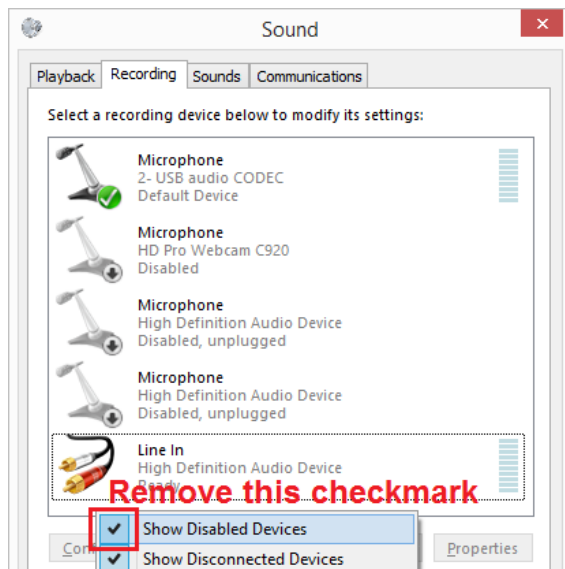 Sound
Playback Recording Sounds Communications
Select a recording device below to modify its settings:
Microphone
2- USB audio CODEC
Default Device
Microphone
HD Pro Webcam C920
Disabled
Microphone
High Definition Audio Device
Disabled, unplugged
Microphone
High Definition Audio Device
Disabled, unplugged
Line In
High Definition Audio Device
Ready
Remove this checkmark
Show Disabled Devices
Properties
Show Disconnected Devices